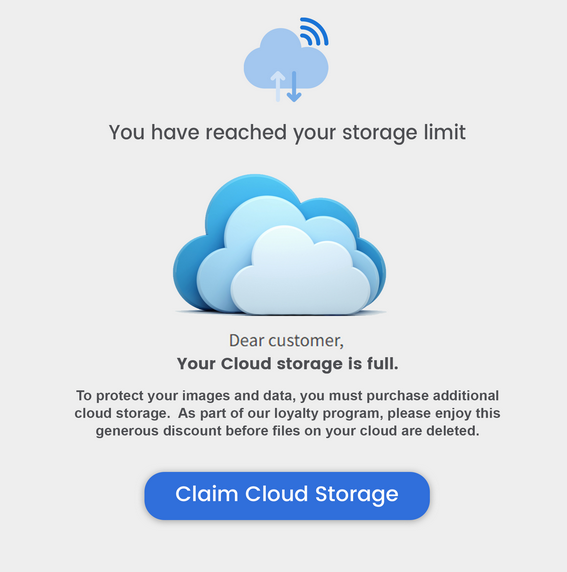 You have reached your storage limit
Dear customer,
Your Cloud storage is full.
To protect your images and data, you must purchase additional
cloud storage.  As part of our loyalty program, please enjoy this
generous discount before files on your cloud are deleted.
Claim Cloud Storage